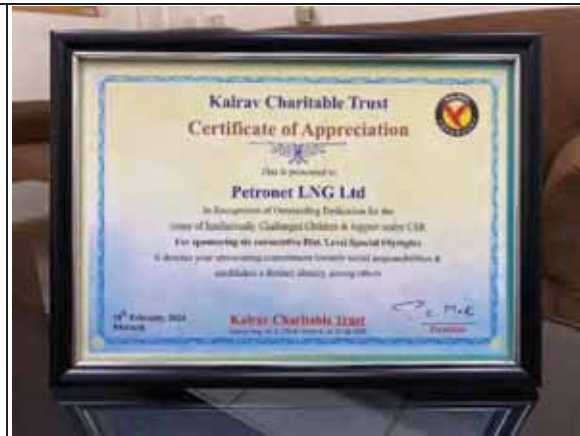 Kalrav Charitable Trust
Certificate of Appreciation
This is presented to
Petronet LNG Ltd
In Recognition of Outstanding Dedication for the
cause of Intellectually Challenged Children & support under CSR
For sponsoring six consecutive Dist. Level Special Olympics
It denotes your unwavering commitment towards social responsibilities &
establishes a distinct identity among others
February, 2024
Bharuch
Kalrav Charitable Trust
President